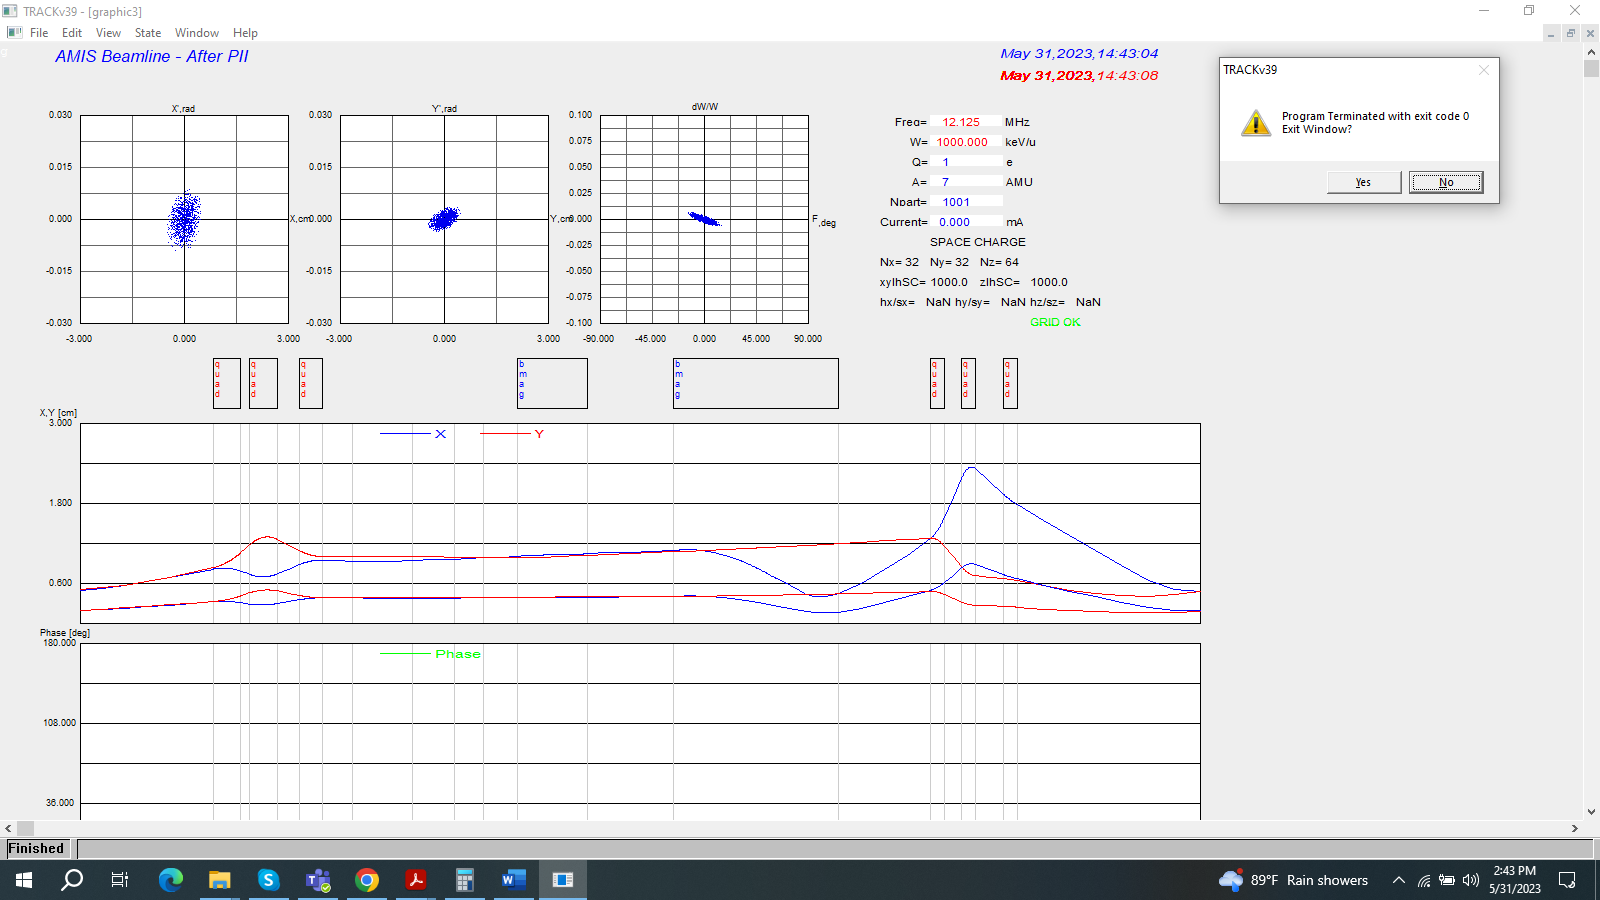 TRACKv39 - [graphic3]
File Edit View State Window Help
AMIS Beamline - After PII
May 31,2023,14:43:04
May 31,2023,14:43:08
TRACKv39
Program Terminated with exit code 0
Exit Window?
Yes No
X',rad
0.030
0.015
0.000
-0.015
-0.030
-3.000 0.000 3.000
X,cm
Y',rad
0.030
0.015
0.000
-0.015
-0.030
-3.000 0.000 3.000
Y,cm
dW/W
0.100
0.075
0.050
0.025
0.000
-0.025
-0.050
-0.075
-0.100
-90.000 -45.000 0.000 45.000 90.000
F,deg
Freq= 12.125 MHz
W= 1000.000 keV/u
Q= 1 e
A= 7 AMU
Npart= 1001
Current= 0.000 mA
SPACE CHARGE
Nx= 32 Ny= 32 Nz= 64
xylhSC= 1000.0 zlhSC= 1000.0
hx/sx= NaN hy/sy= NaN hz/sz= NaN
GRID OK
quad quad quad bmag bmag quad quad quad
X,Y [cm]
3.000
1.800
0.600
X Y
Phase [deg]
180.000
108.000
36.000
Phase
Finished
89°F Rain showers
2:43 PM
5/31/2023